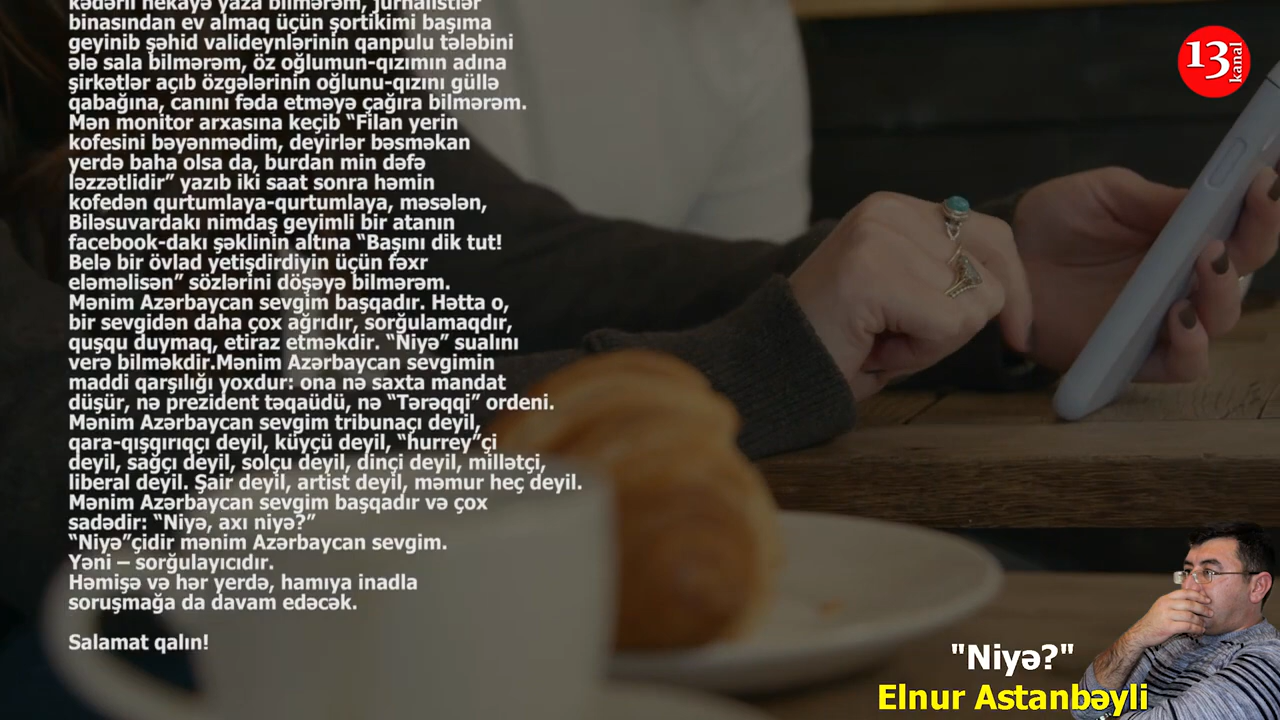 kədərli hekayə yaza bilmərəm, jurnalistlər
binasından ev almaq üçün şortikimi başıma
geyinib şəhid valideynlərinin qanpulu tələbini
ələ sala bilmərəm, öz oğlumun-qızımın adına
şirkətlər açıb özgələrinin oğlunu-qızını güllə
qabağına, canını fəda etməyə çağıra bilmərəm.
Mən monitor arxasına keçib “Filan yerin
kofesini bəyənmədim, deyirlər bəsməkan
yerdə baha olsa da, burdan min dəfə
ləzzətlidir” yazıb iki saat sonra həmin
kofedən qurtumlaya-qurtumlaya, məsələn,
Biləsuvardakı nimdaş geyimli bir atanın
facebook-dakı şəklinin altına “Başını dik tut!
Belə bir övlad yetişdirdiyin üçün fəxr
eləməlisən” sözlərini döşəyə bilmərəm.
Mənim Azərbaycan sevgim başqadır. Hətta o,
bir sevgidən daha çox ağrıdır, sorğulamaqdır,
quşqu duymaq, etiraz etməkdir. “Niyə” sualını
verə bilməkdir.Mənim Azərbaycan sevgimin
maddi qarşılığı yoxdur: ona nə saxta mandat
düşür, nə prezident təqaüdü, nə “Tərəqqi” ordeni.
Mənim Azərbaycan sevgim tribunaçı deyil,
qara-qışgırıqçı deyil, küyçü deyil, “hurrey”çi
deyil, sağçı deyil, solçu deyil, dinçi deyil, millətçi,
liberal deyil. Şair deyil, artist deyil, məmur heç deyil.
Mənim Azərbaycan sevgim başqadır və çox
sadədir: “Niyə, axı niyə?”
“Niyə”çidir mənim Azərbaycan sevgim.
Yəni – sorğulayıcıdır.
Həmişə və hər yerdə, hamıya inadla
soruşmağa da davam edəcək.
Salamat qalın!
13 kanal
"Niyə?"
Elnur Astanbəyli